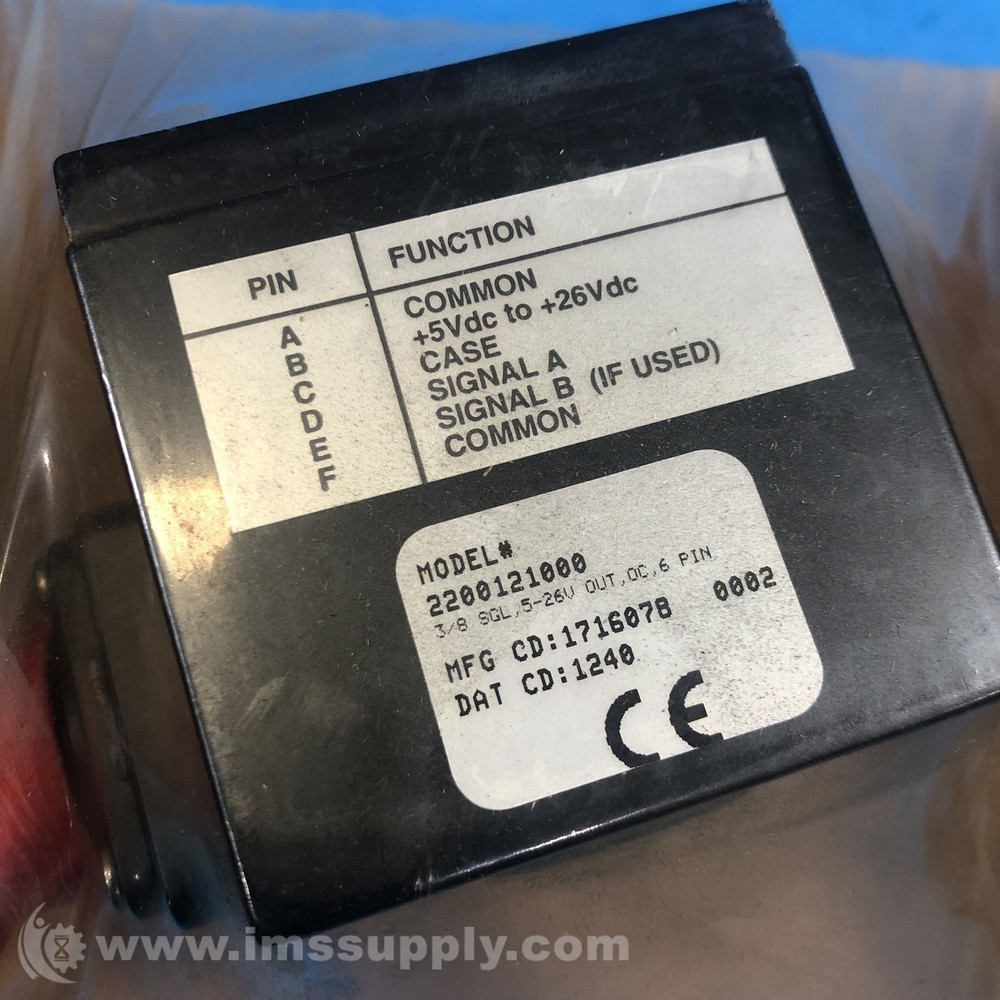 PIN FUNCTION
A COMMON
B +5Vdc to +26Vdc
C CASE
D SIGNAL A
E SIGNAL B (IF USED)
F COMMON
MODEL#
2200121000
3/8 SGL,5-26V OUT,OC,6 PIN
MFG CD:1716078 0002
DAT CD:1240
CE
www.imssupply.com